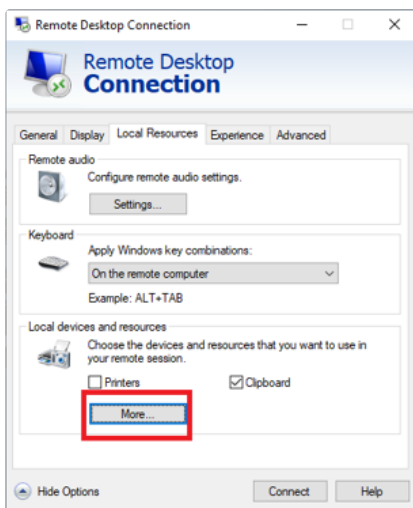 Remote Desktop Connection
Remote Desktop
Connection
General Display Local Resources Experience Advanced
Remote audio
Configure remote audio settings.
Settings...
Keyboard
Apply Windows key combinations:
On the remote computer
Example: ALT+TAB
Local devices and resources
Choose the devices and resources that you want to use in
your remote session.
Printers Clipboard
More...
Hide Options Connect Help